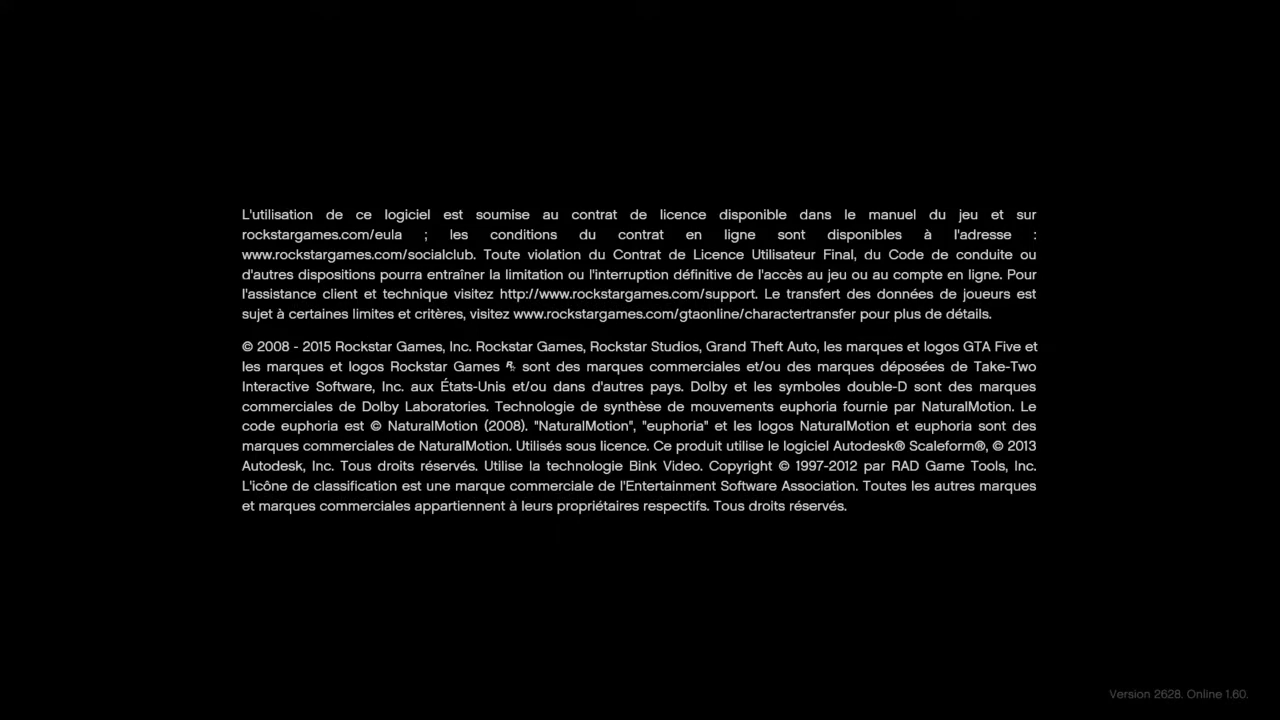 L'utilisation de ce logiciel est soumise au contrat de licence disponible dans le manuel du jeu et sur
rockstargames.com/eula ; les conditions du contrat en ligne sont disponibles à l'adresse :
www.rockstargames.com/socialclub. Toute violation du Contrat de Licence Utilisateur Final, du Code de conduite ou
d'autres dispositions pourra entraîner la limitation ou l'interruption définitive de l'accès au jeu ou au compte en ligne. Pour
l'assistance client et technique visitez http://www.rockstargames.com/support. Le transfert des données de joueurs est
sujet à certaines limites et critères, visitez www.rockstargames.com/gtaonline/charactertransfer pour plus de détails.
© 2008 - 2015 Rockstar Games, Inc. Rockstar Games, Rockstar Studios, Grand Theft Auto, les marques et logos GTA Five et
les marques et logos Rockstar Games R* sont des marques commerciales et/ou des marques déposées de Take-Two
Interactive Software, Inc. aux États-Unis et/ou dans d'autres pays. Dolby et les symboles double-D sont des marques
commerciales de Dolby Laboratories. Technologie de synthèse de mouvements euphoria fournie par NaturalMotion. Le
code euphoria est © NaturalMotion (2008). "NaturalMotion", "euphoria" et les logos NaturalMotion et euphoria sont des
marques commerciales de NaturalMotion. Utilisés sous licence. Ce produit utilise le logiciel Autodesk® Scaleform®, © 2013
Autodesk, Inc. Tous droits réservés. Utilise la technologie Bink Video. Copyright © 1997-2012 par RAD Game Tools, Inc.
L'icône de classification est une marque commerciale de l'Entertainment Software Association. Toutes les autres marques
et marques commerciales appartiennent à leurs propriétaires respectifs. Tous droits réservés.
Version 2628. Online 1.60.